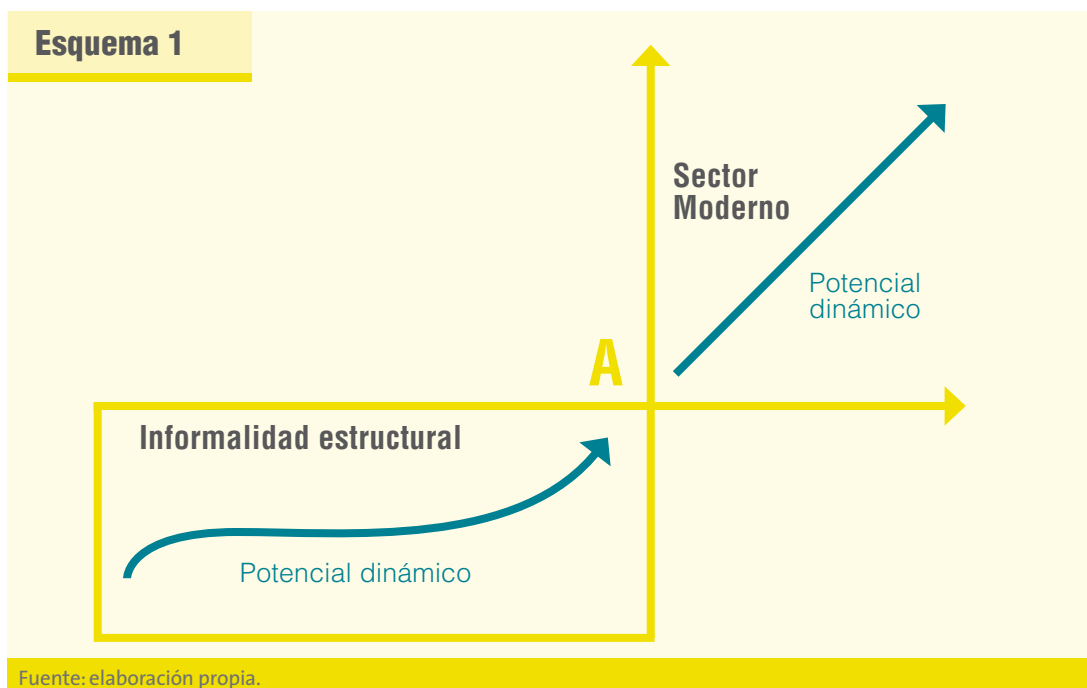 Esquema 1
Sector
Moderno
Potencial
dinámico
A
Informalidad estructural
Potencial dinámico
Fuente: elaboración propia.